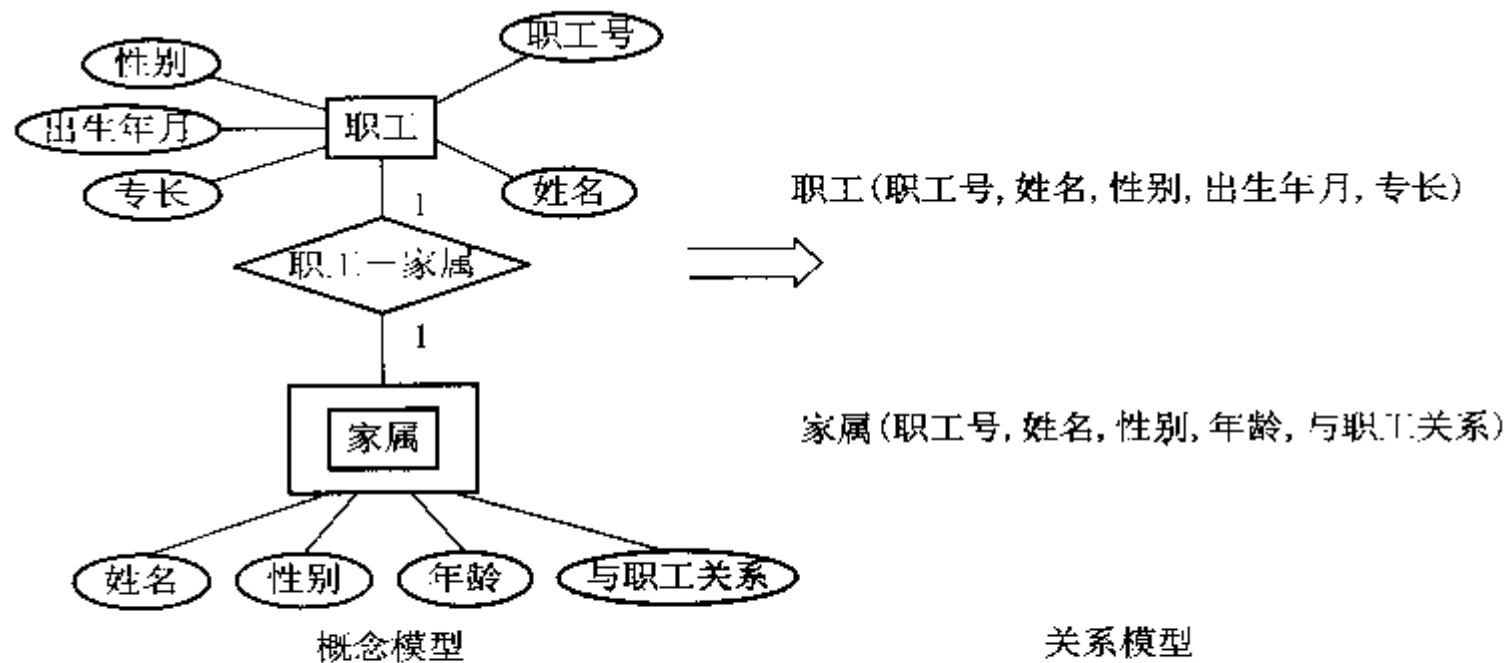 职工号
性别
职工
出生年月
专长
姓名
1
职工(职工号,姓名,性别,出生年月,专长)
职工-家属
1
家属
家属(职工号,姓名,性别,年龄,与职工关系)
姓名
性别
年龄
与职工关系
概念模型
关系模型